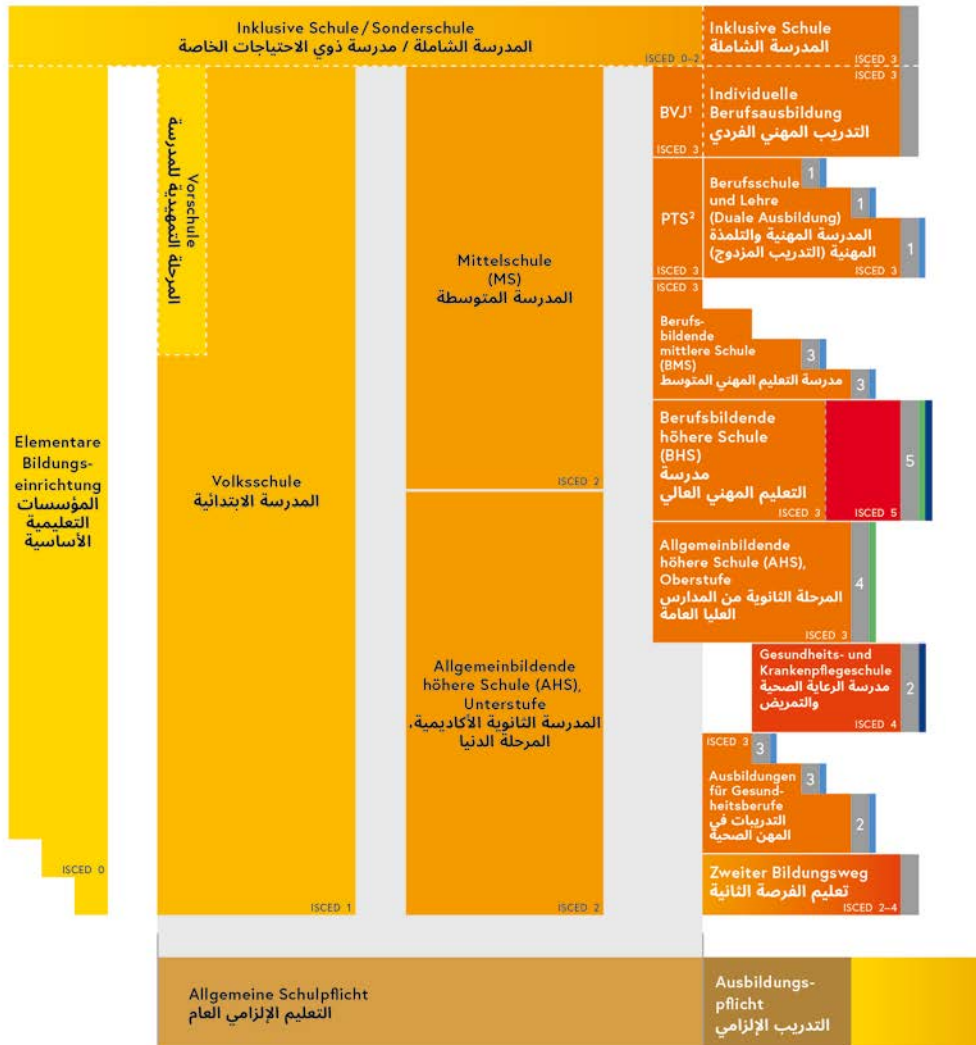 Inklusive Schule / Sonderschule
المدرسة الشاملة / مدرسة ذوي الاحتياجات الخاصة
ISCED 0–2
Inklusive Schule
المدرسة الشاملة
ISCED 3
Elementare
Bildungs-
einrichtung
المؤسسات
التعليمية
الأساسية
ISCED 0
Vorschule
المرحلة التمهيدية للمدرسة
Volksschule
المدرسة الابتدائية
ISCED 1
Mittelschule
(MS)
المدرسة المتوسطة
ISCED 2
Allgemeinbildende
höhere Schule (AHS),
Unterstufe
المدرسة الثانوية الأكاديمية،
المرحلة الدنيا
ISCED 2
BVJ¹
ISCED 3
ISCED 3
Individuelle
Berufsausbildung
التدريب المهني الفردي
PTS²
ISCED 3
Berufsschule
und Lehre
(Duale Ausbildung)
المدرسة المهنية والتلمذة
المهنية (التدريب المزدوج)
ISCED 3
1
1
1
ISCED 3
Berufs-
bildende
mittlere Schule
(BMS)
مدرسة التعليم المهني المتوسط
3
3
Berufsbildende
höhere Schule
(BHS)
مدرسة
التعليم المهني العالي
ISCED 3
ISCED 5
5
Allgemeinbildende
höhere Schule (AHS),
Oberstufe
المرحلة الثانوية من المدارس
العليا العامة
ISCED 3
4
Gesundheits- und
Krankenpflegeschule
مدرسة الرعاية الصحية
والتمريض
ISCED 4
2
ISCED 3
Ausbildungen
für Gesund-
heitsberufe
التدريبات في
المهن الصحية
3
3
2
Zweiter Bildungsweg
تعليم الفرصة الثانية
ISCED 2–4
Allgemeine Schulpflicht
التعليم الإلزامي العام
Ausbildungs-
pflicht
التدريب الإلزامي